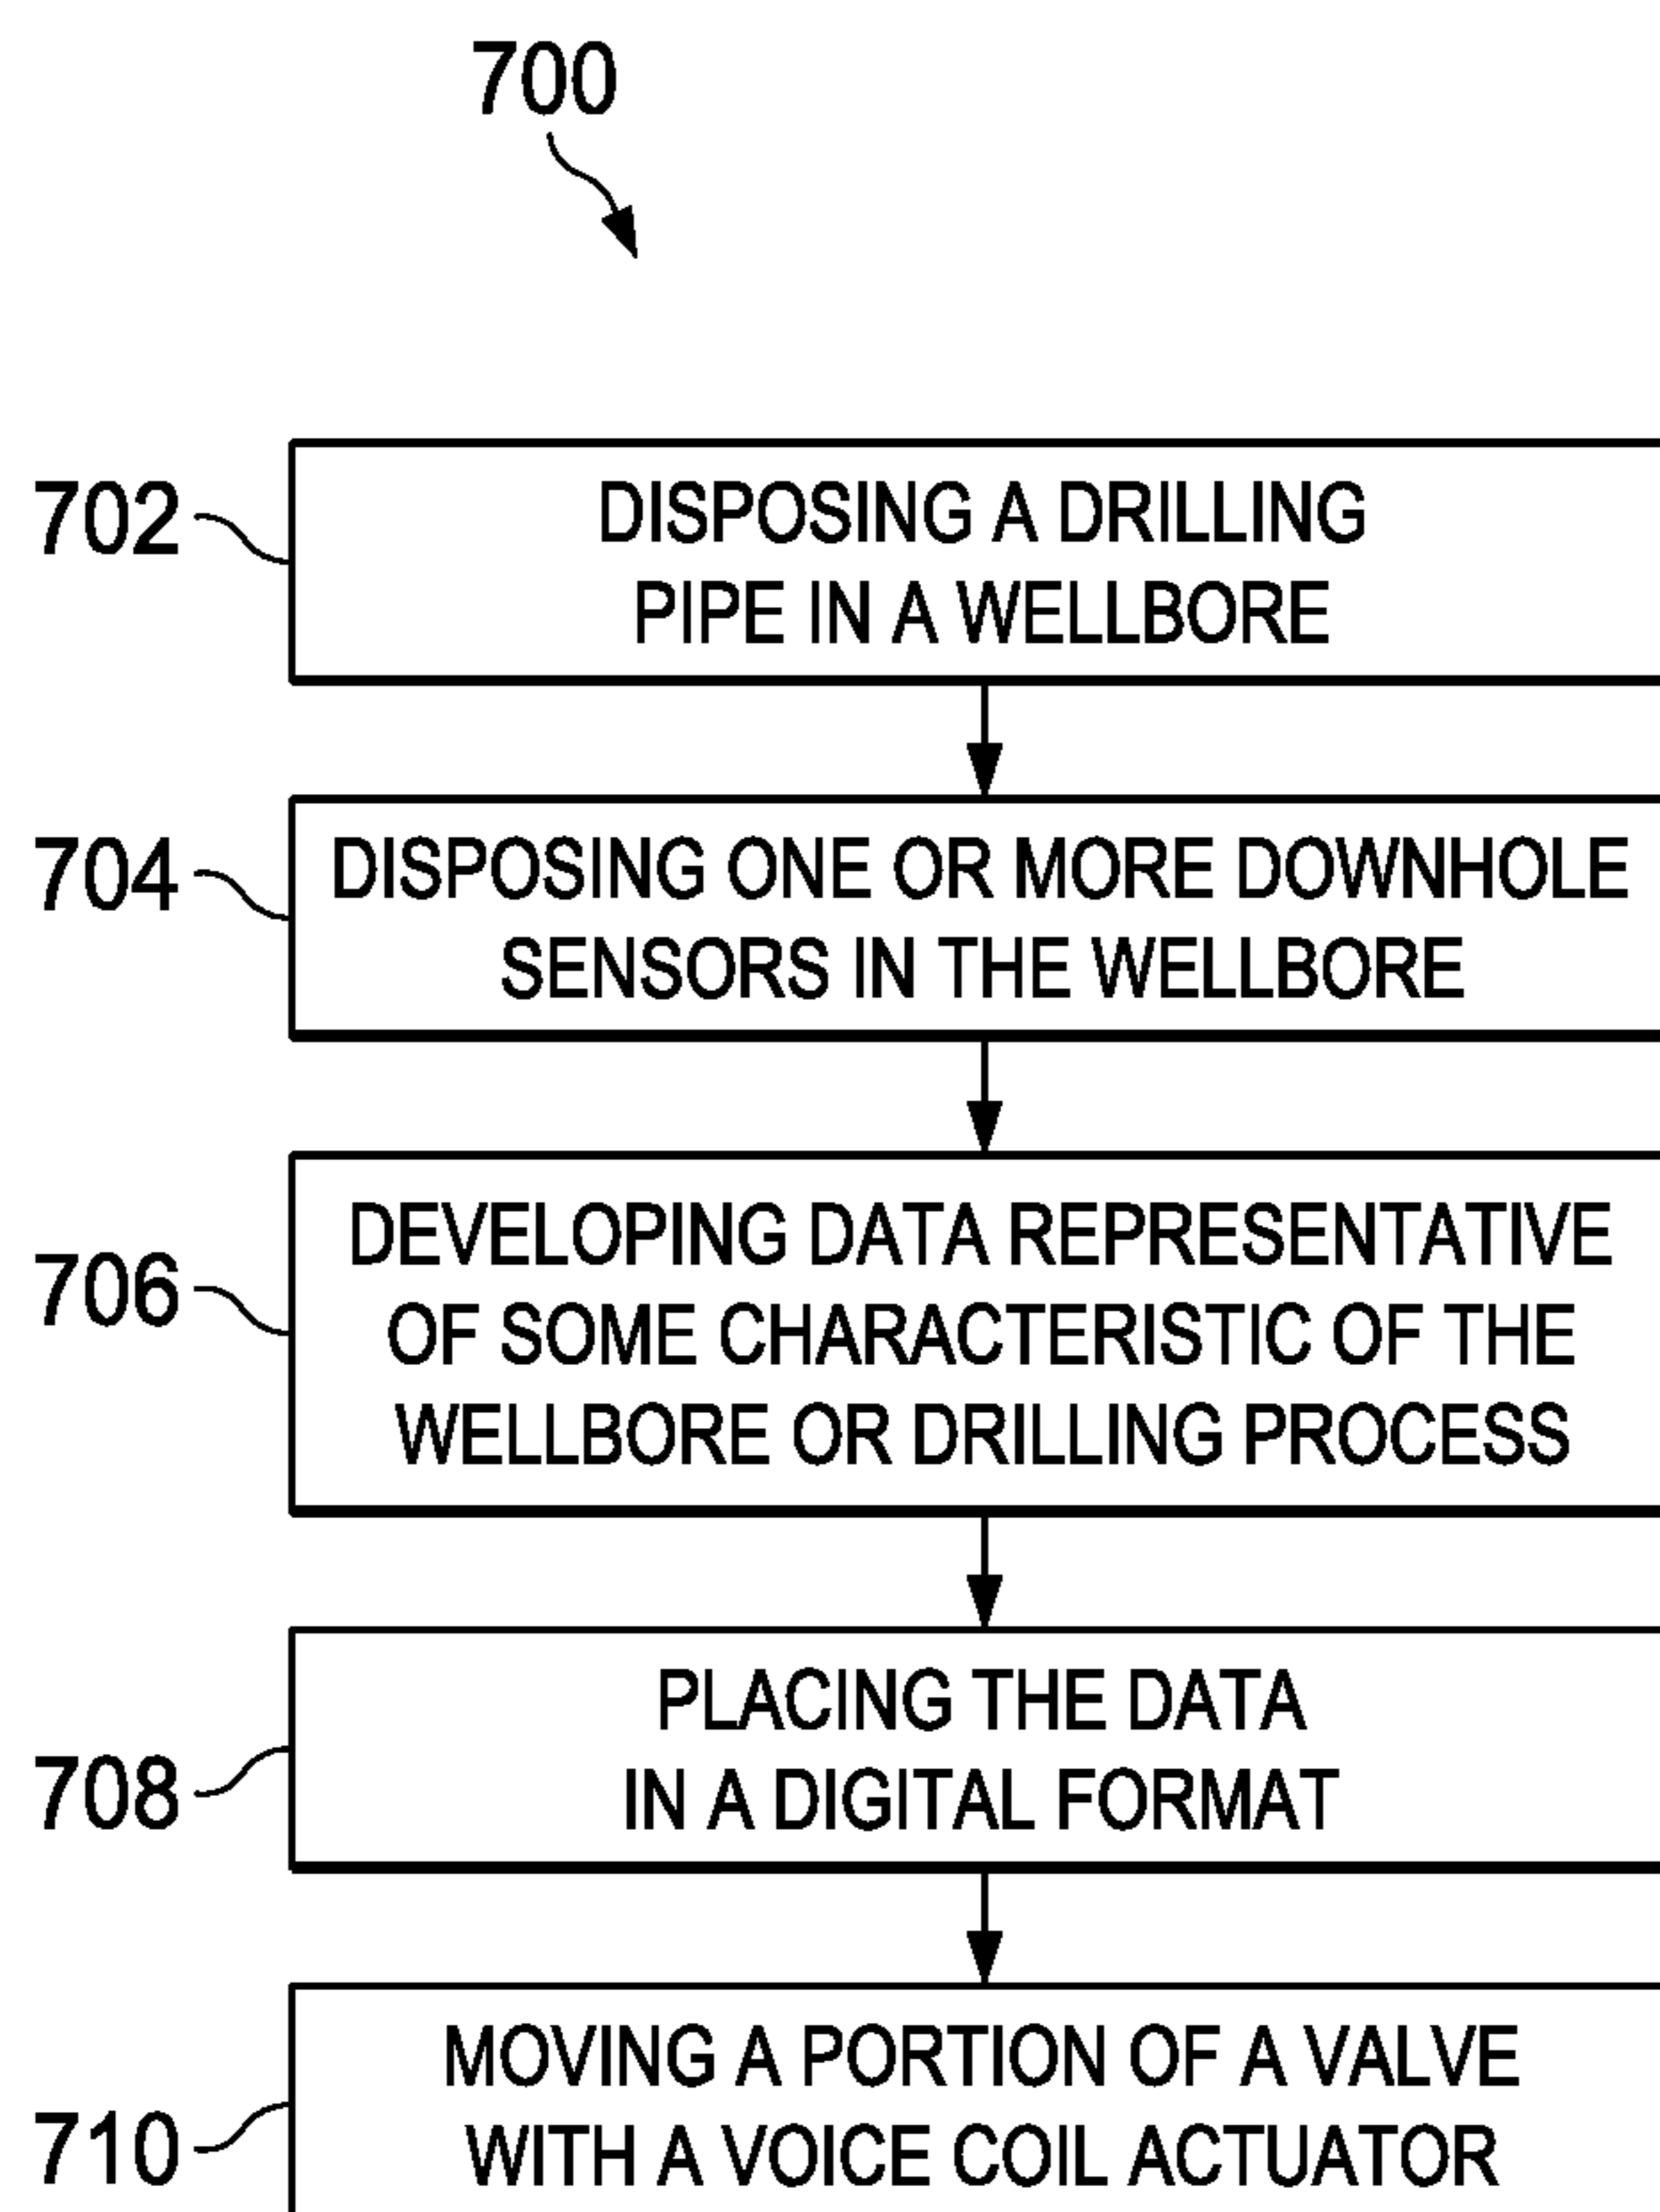 700
702
DISPOSING A DRILLING
PIPE IN A WELLBORE
704
DISPOSING ONE OR MORE DOWNHOLE
SENSORS IN THE WELLBORE
706
DEVELOPING DATA REPRESENTATIVE
OF SOME CHARACTERISTIC OF THE
WELLBORE OR DRILLING PROCESS
708
PLACING THE DATA
IN A DIGITAL FORMAT
710
MOVING A PORTION OF A VALVE
WITH A VOICE COIL ACTUATOR